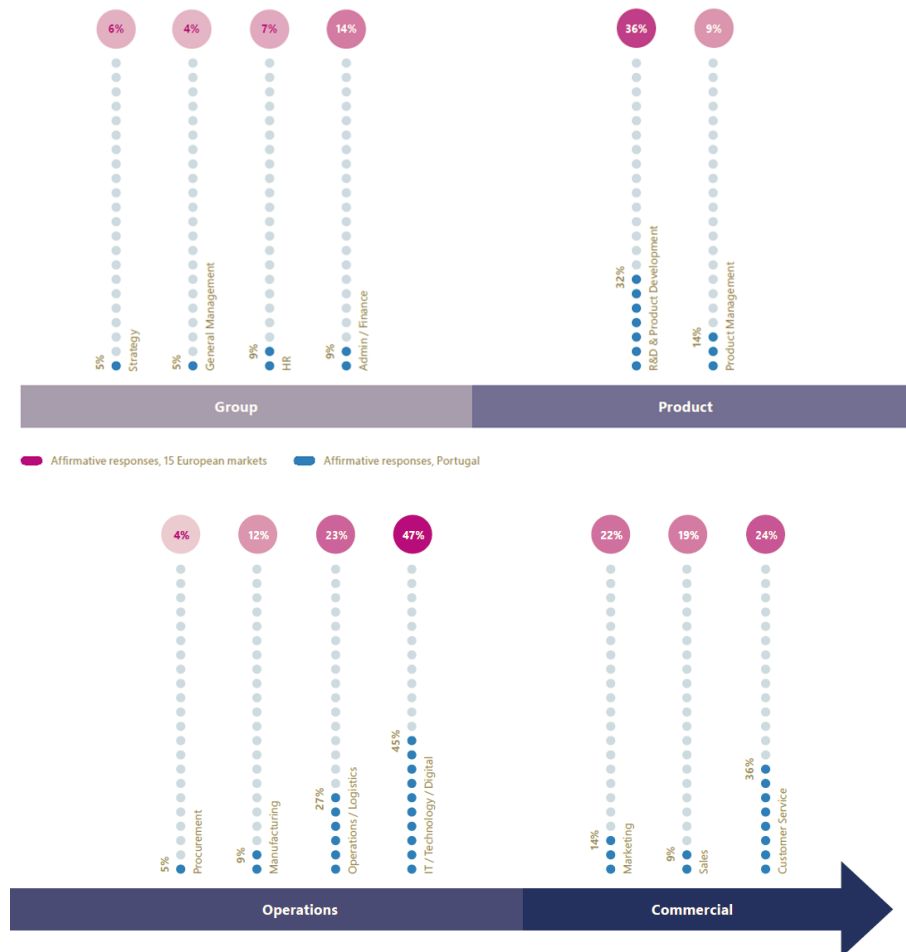 6% 4% 7% 14% 36% 9%
5% Strategy
5% General Management
9% HR
9% Admin / Finance
32% R&D & Product Development
14% Product Management
Group Product
Affirmative responses, 15 European markets Affirmative responses, Portugal
4% 12% 23% 47% 22% 19% 24%
5% Procurement
9% Manufacturing
27% Operations / Logistics
45% IT / Technology / Digital
14% Marketing
9% Sales
36% Customer Service
Operations Commercial